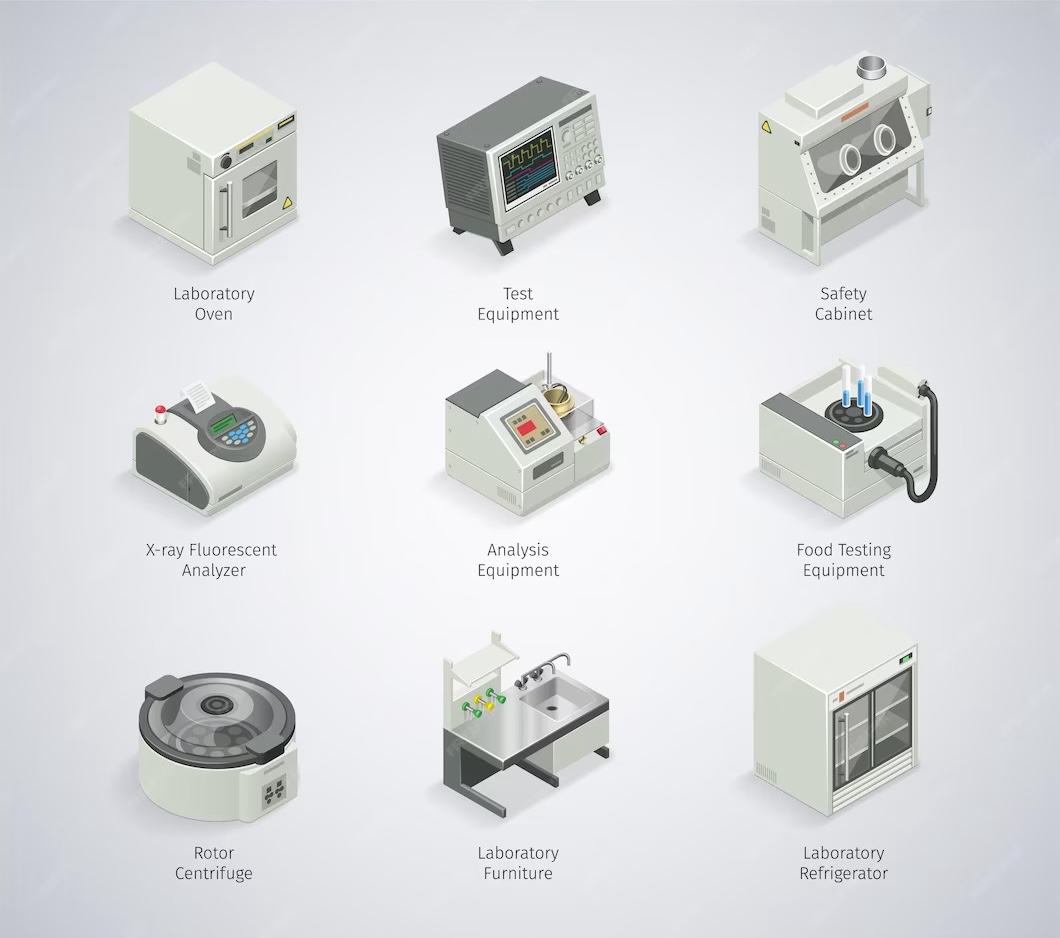 Laboratory
Oven
Test
Equipment
Safety
Cabinet
X-ray Fluorescent
Analyzer
Analysis
Equipment
Food Testing
Equipment
Rotor
Centrifuge
Laboratory
Furniture
Laboratory
Refrigerator